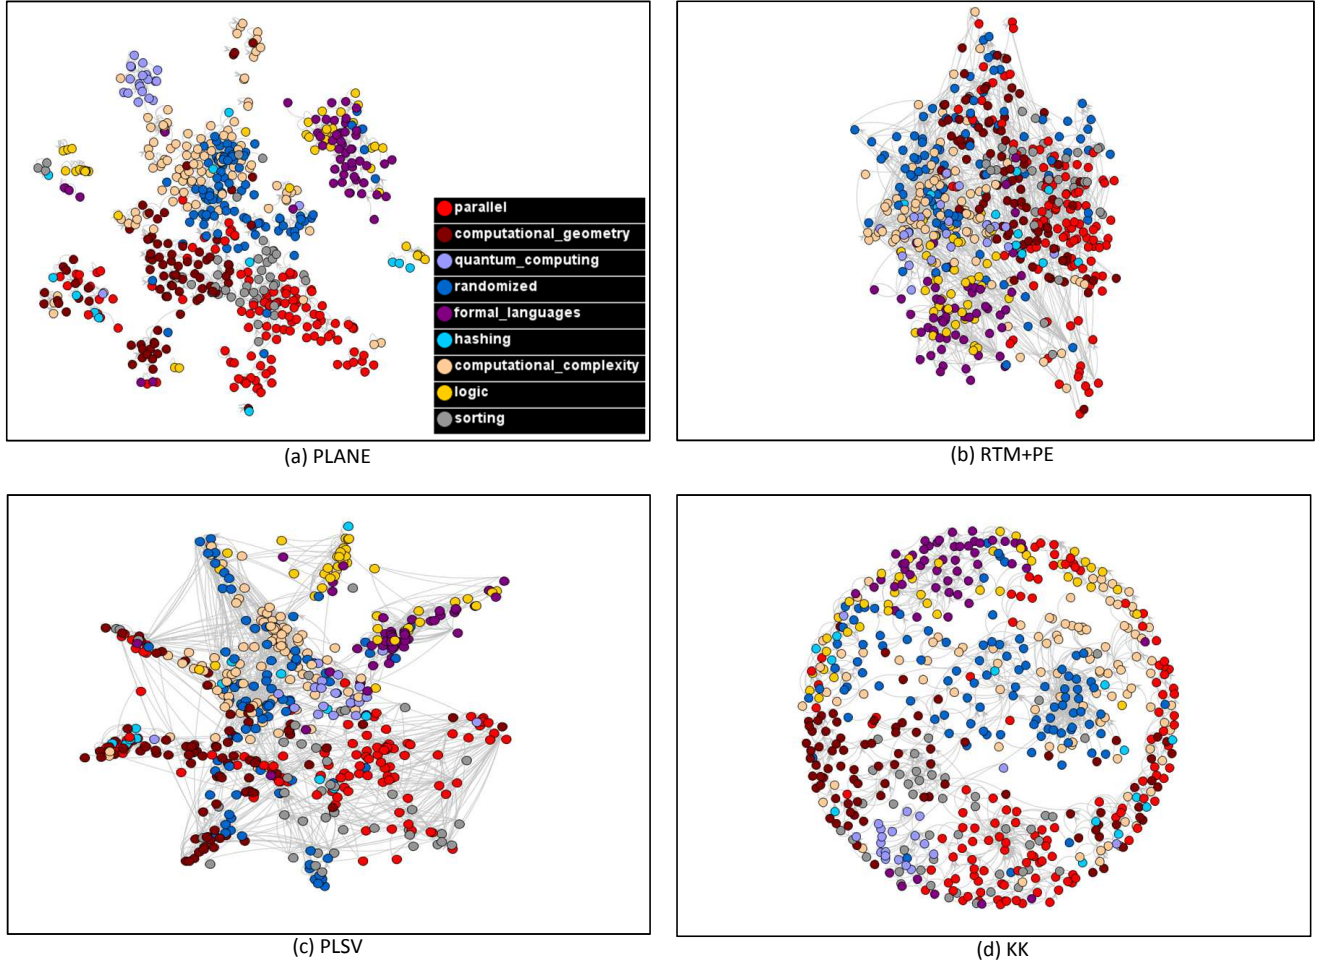 parallel
computational_geometry
quantum_computing
randomized
formal_languages
hashing
computational_complexity
logic
sorting
(a) PLANE
(b) RTM+PE
(c) PLSV
(d) KK